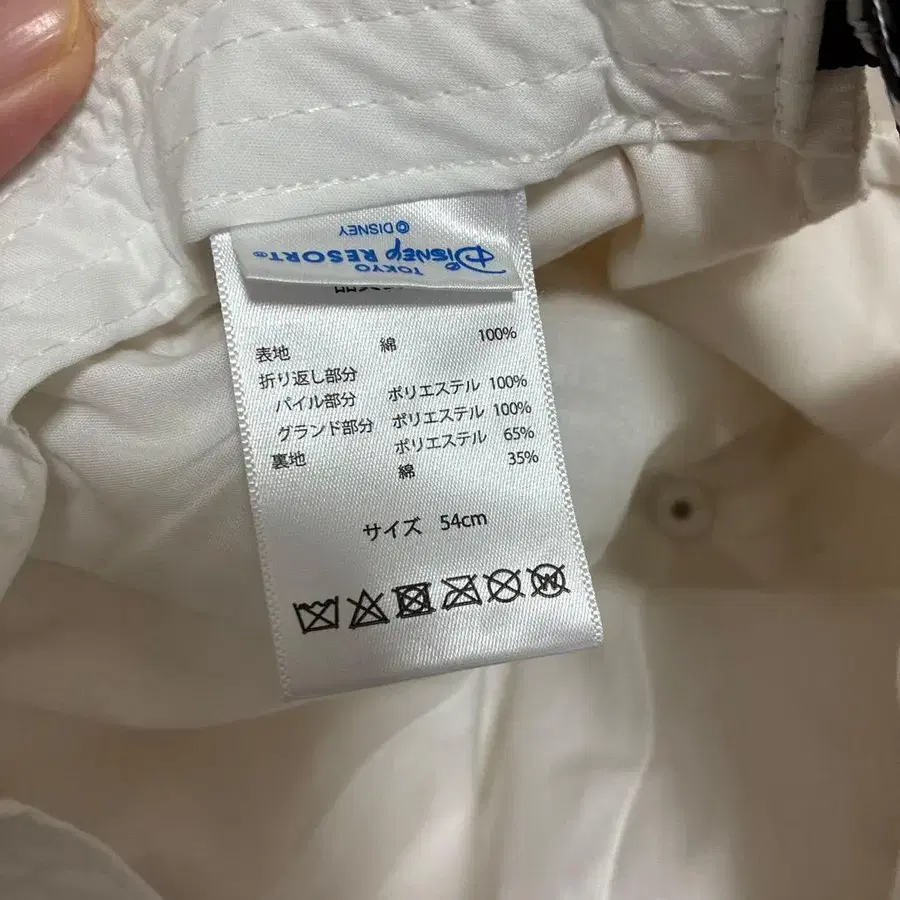 © DISNEY
TOKYO
DISNEY RESORT®
表地 綿 100%
折り返し部分
パイル部分 ポリエステル 100%
グランド部分 ポリエステル 100%
裏地 ポリエステル 65%
綿 35%
サイズ 54cm
W